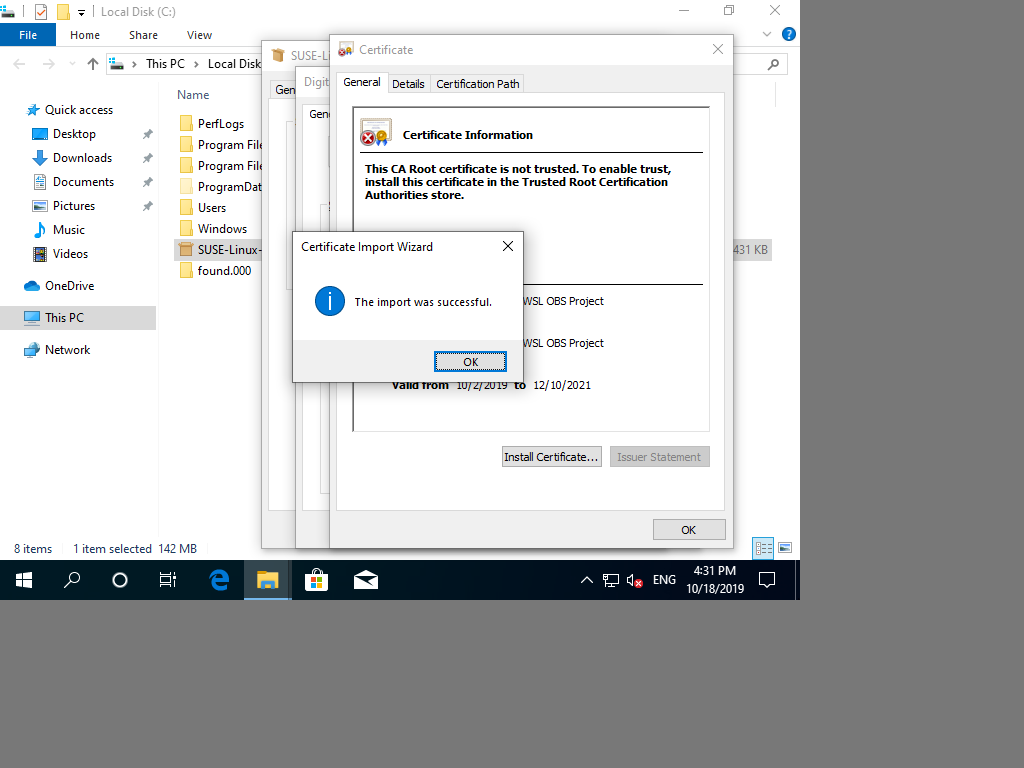 Local Disk (C:)
File Home Share View
This PC Local Disk
SUSE-Li
Certificate
Digit
Gen
Gen
General Details Certification Path
Name
Quick access
Desktop
Downloads
Documents
Pictures
Music
Videos
OneDrive
This PC
Network
PerfLogs
Program File
Program File
ProgramDat
Users
Windows
SUSE-Linux-
found.000
431 KB
Certificate Information
This CA Root certificate is not trusted. To enable trust,
install this certificate in the Trusted Root Certification
Authorities store.
Certificate Import Wizard
The import was successful.
OK
WSL OBS Project
WSL OBS Project
Valid from 10/2/2019 to 12/10/2021
Install Certificate... Issuer Statement
OK
8 items 1 item selected 142 MB
ENG
4:31 PM
10/18/2019